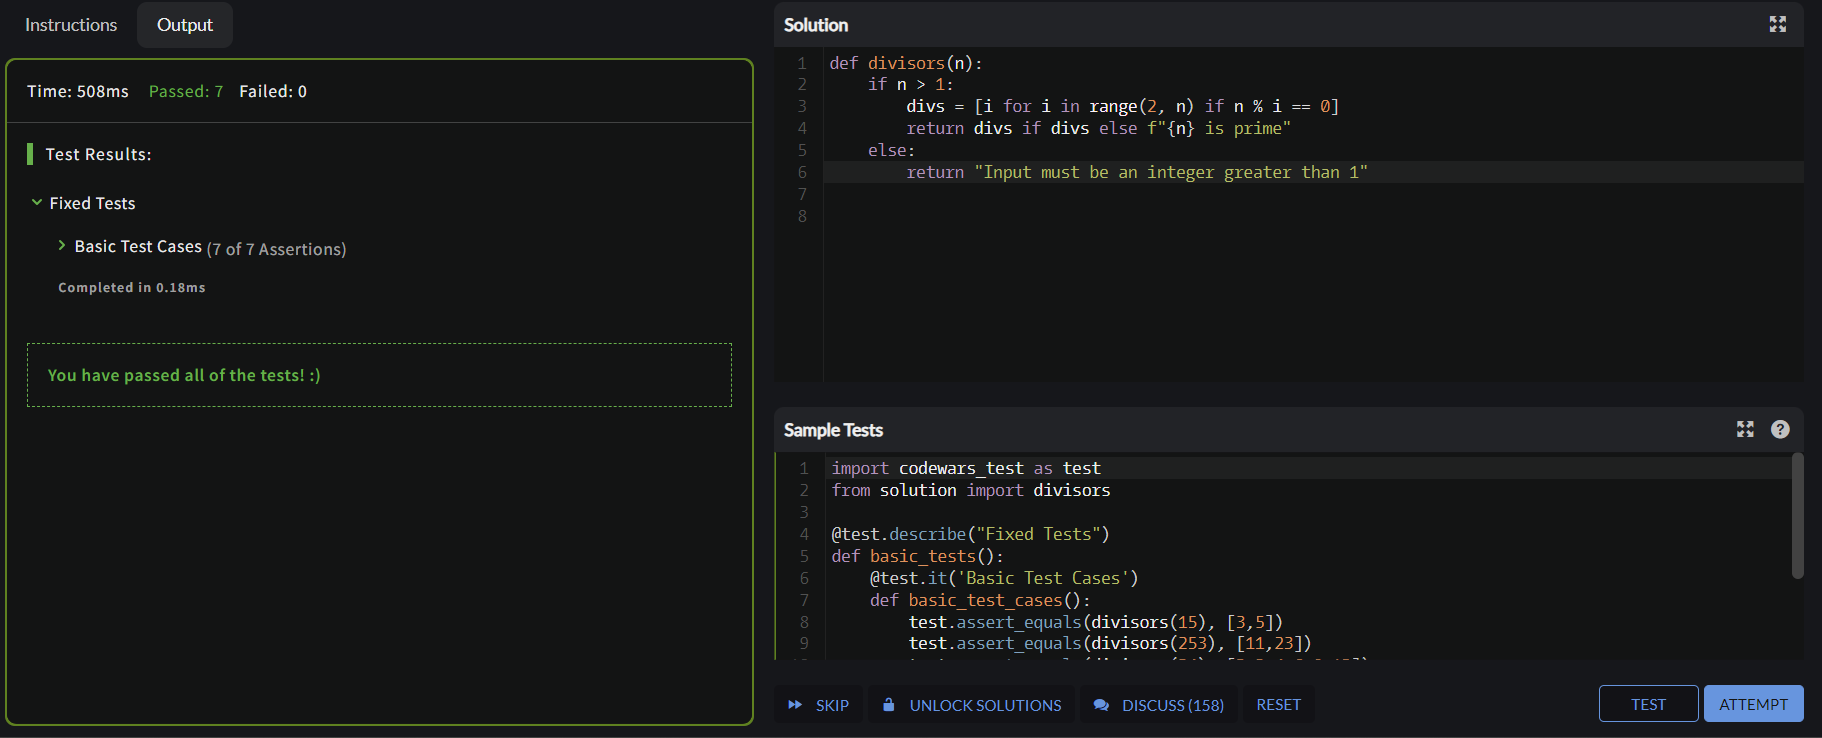 Instructions
Output
Time: 508ms Passed: 7 Failed: 0
Test Results:
Fixed Tests
Basic Test Cases (7 of 7 Assertions)
Completed in 0.18ms
You have passed all of the tests! :)
Solution
1 def divisors(n):
2     if n > 1:
3         divs = [i for i in range(2, n) if n % i == 0]
4         return divs if divs else f"{n} is prime"
5     else:
6         return "Input must be an integer greater than 1"
7
8
Sample Tests
1 import codewars_test as test
2 from solution import divisors
3
4 @test.describe("Fixed Tests")
5 def basic_tests():
6     @test.it('Basic Test Cases')
7     def basic_test_cases():
8         test.assert_equals(divisors(15), [3,5])
9         test.assert_equals(divisors(253), [11,23])
SKIP
UNLOCK SOLUTIONS
DISCUSS (158)
RESET
TEST
ATTEMPT